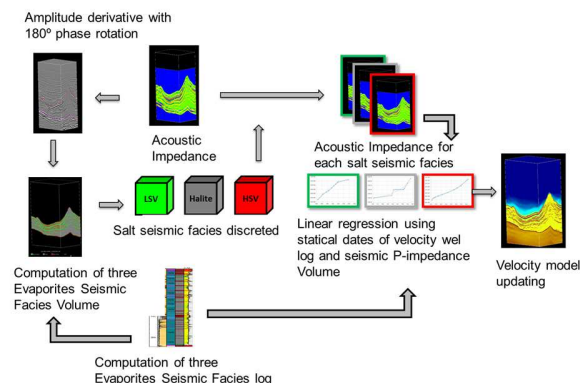 Amplitude derivative with
180º phase rotation
Acoustic
Impedance
Acoustic Impedance for
each salt seismic facies
LSV
Halite
HSV
Salt seismic facies discreted
Linear regression using
statical dates of velocity wel
log and seismic P-impedance
Volume
Velocity model
updating
Computation of three
Evaporites Seismic
Facies Volume
Computation of three
Evaporites Seismic Facies log